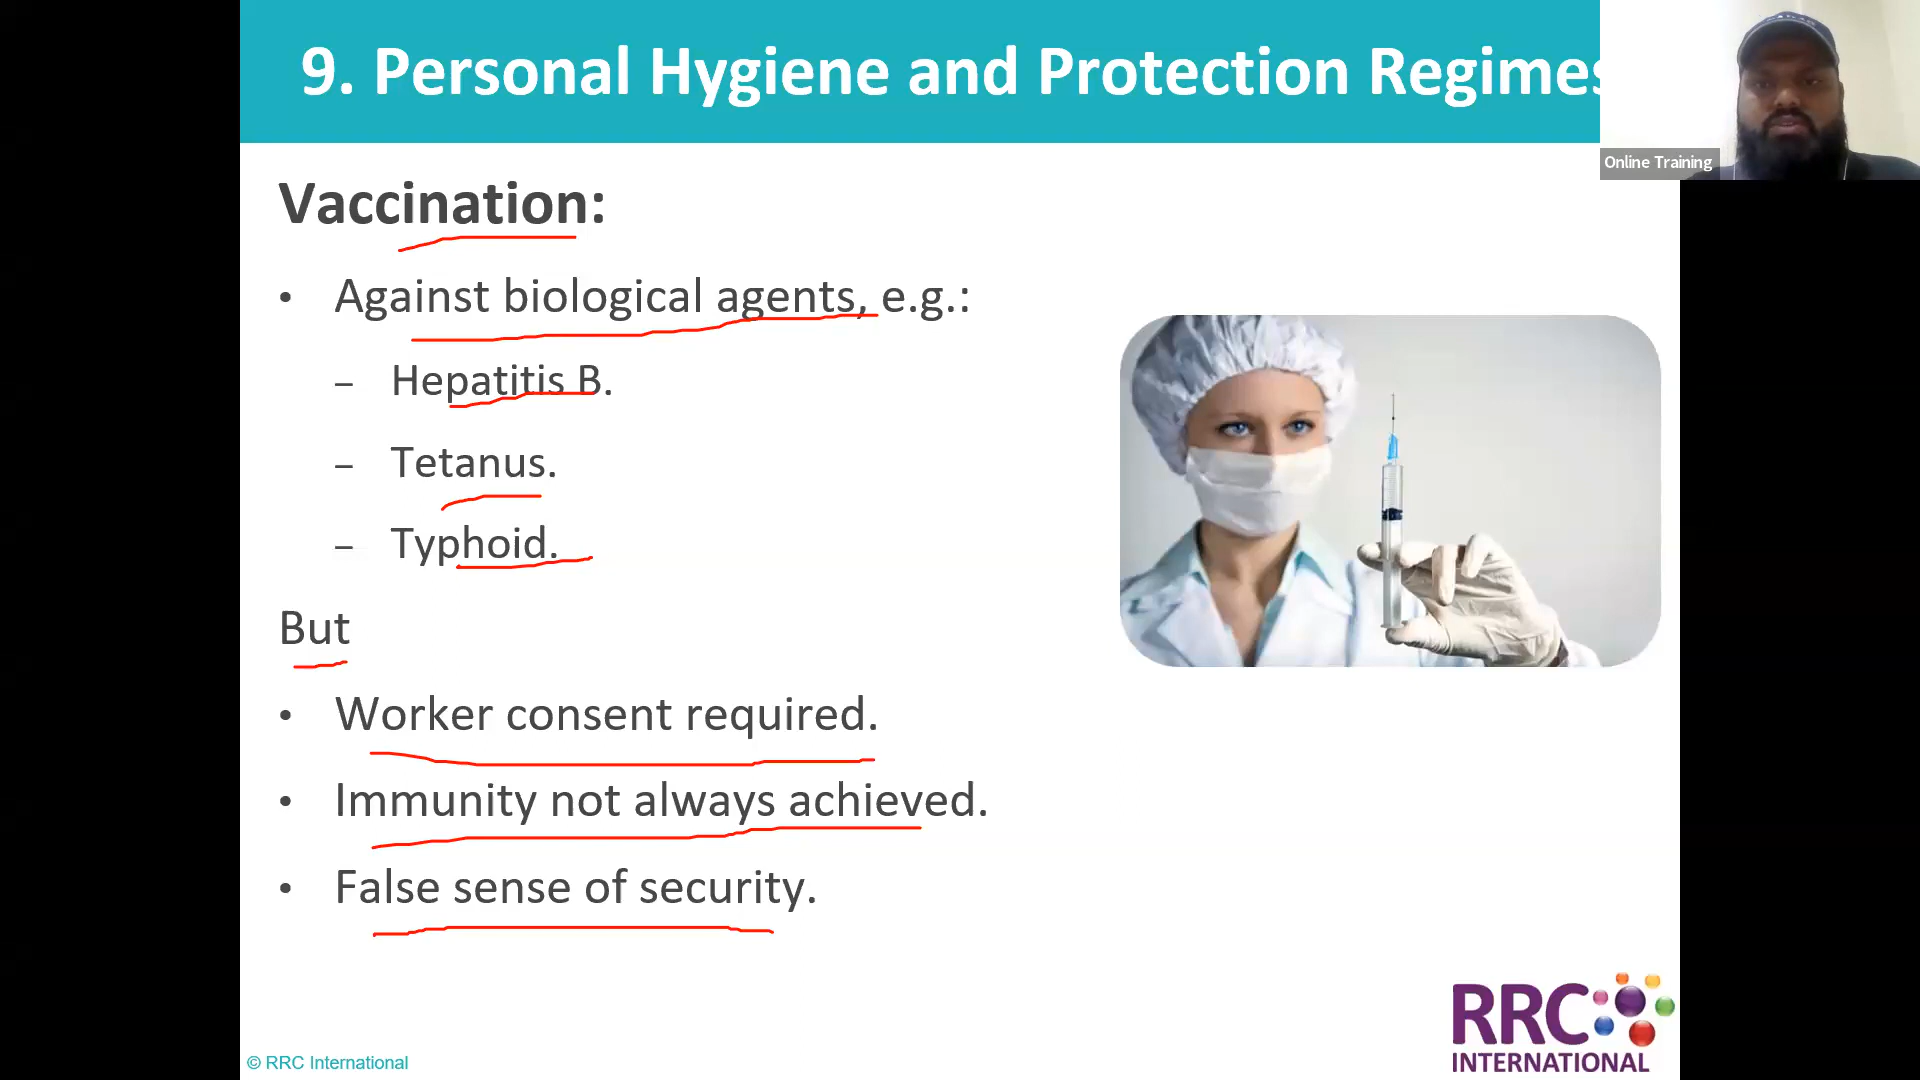 9. Personal Hygiene and Protection Regimes
Online Training
Vaccination:
• Against biological agents, e.g.:
– Hepatitis B.
– Tetanus.
– Typhoid.
But
• Worker consent required.
• Immunity not always achieved.
• False sense of security.
RRC
INTERNATIONAL
© RRC International